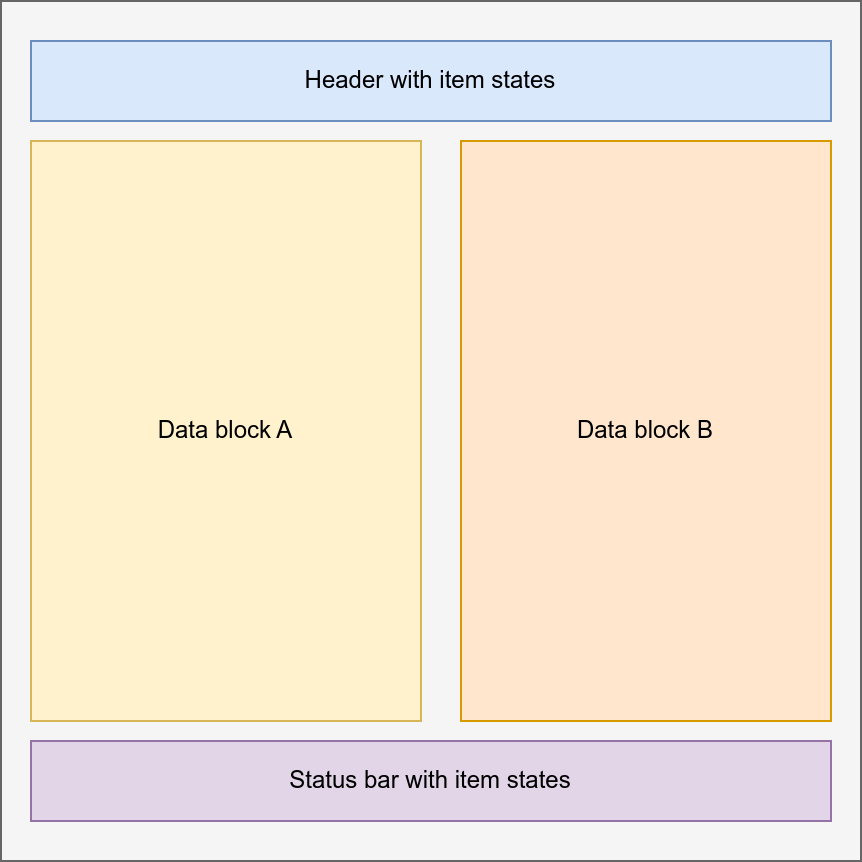 Header with item states
Data block A
Data block B
Status bar with item states